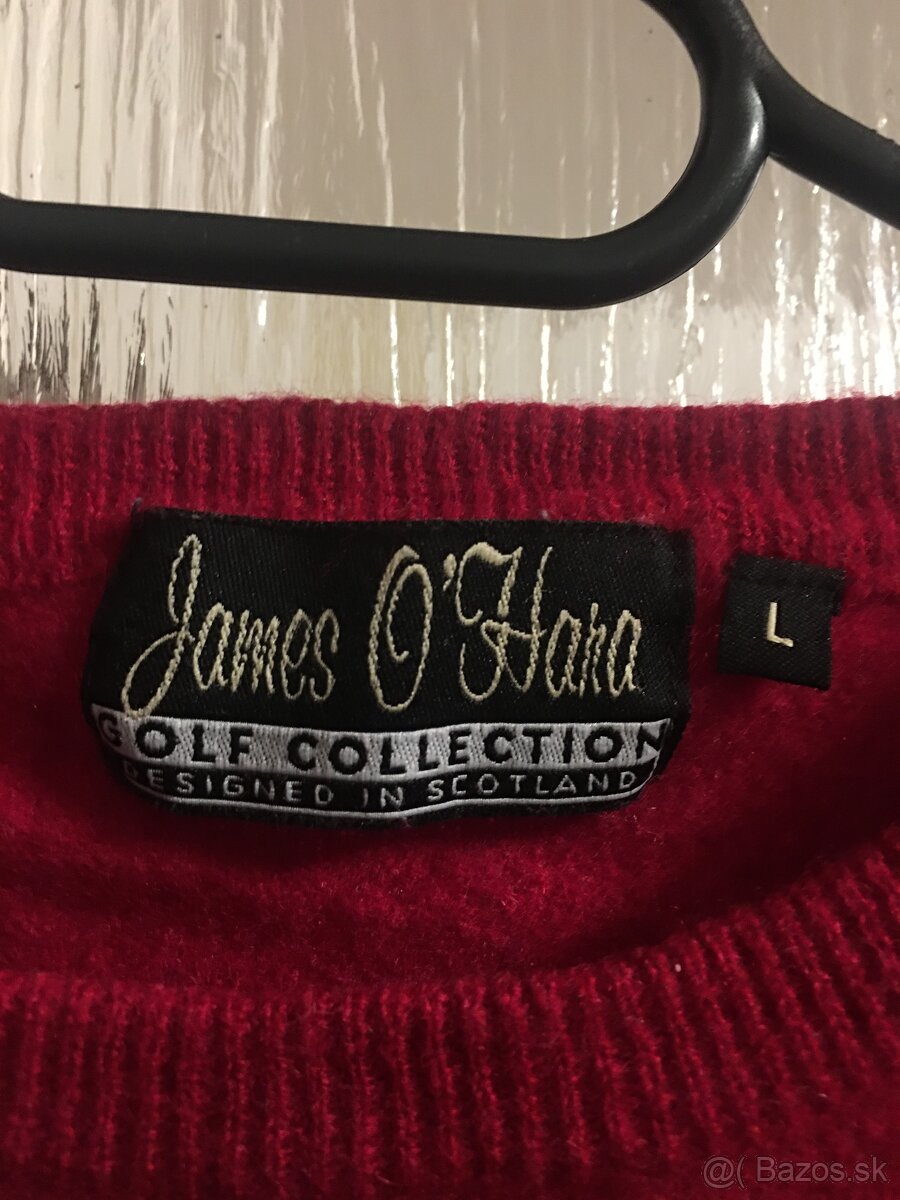 James O'Hara
L
GOLF COLLECTION
DESIGNED IN SCOTLAND
@( Bazos.sk